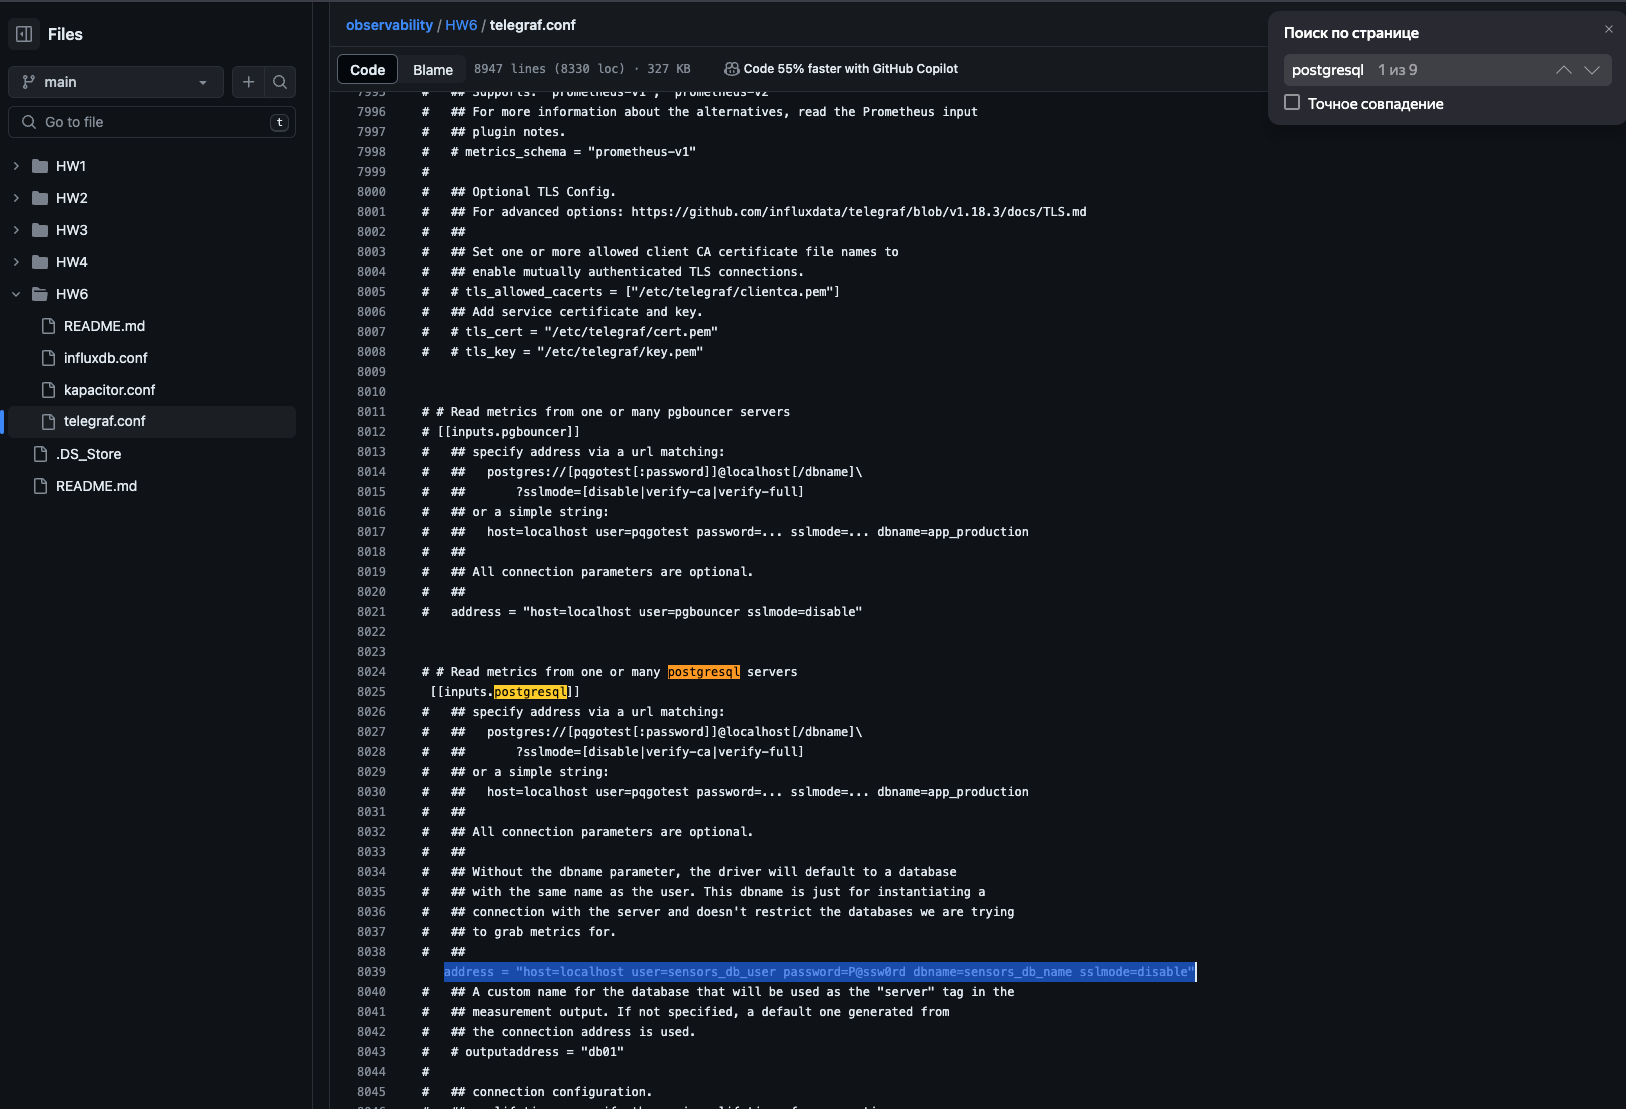 Files
main
Go to file
t
HW1
HW2
HW3
HW4
HW6
README.md
influxdb.conf
kapacitor.conf
telegraf.conf
.DS_Store
README.md
observability / HW6 / telegraf.conf
Code Blame 8947 lines (8330 loc) · 327 KB Code 55% faster with GitHub Copilot
Поиск по странице
postgresql 1 из 9
Точное совпадение
7995 # ## Supports: "prometheus-v1", "prometheus-v2"
7996 # ## For more information about the alternatives, read the Prometheus input
7997 # ## plugin notes.
7998 # # metrics_schema = "prometheus-v1"
7999 #
8000 # ## Optional TLS Config.
8001 # ## For advanced options: https://github.com/influxdata/telegraf/blob/v1.18.3/docs/TLS.md
8002 # ##
8003 # ## Set one or more allowed client CA certificate file names to
8004 # ## enable mutually authenticated TLS connections.
8005 # # tls_allowed_cacerts = ["/etc/telegraf/clientca.pem"]
8006 # ## Add service certificate and key.
8007 # # tls_cert = "/etc/telegraf/cert.pem"
8008 # # tls_key = "/etc/telegraf/key.pem"
8009
8010
8011 # # Read metrics from one or many pgbouncer servers
8012 # [[inputs.pgbouncer]]
8013 # ## specify address via a url matching:
8014 # ## postgres://[pqgotest[:password]]@localhost[/dbname]\
8015 # ## ?sslmode=[disable|verify-ca|verify-full]
8016 # ## or a simple string:
8017 # ## host=localhost user=pqgotest password=... sslmode=... dbname=app_production
8018 # ##
8019 # ## All connection parameters are optional.
8020 # ##
8021 # address = "host=localhost user=pgbouncer sslmode=disable"
8022
8023
8024 # # Read metrics from one or many postgresql servers
8025 [[inputs.postgresql]]
8026 # ## specify address via a url matching:
8027 # ## postgres://[pqgotest[:password]]@localhost[/dbname]\
8028 # ## ?sslmode=[disable|verify-ca|verify-full]
8029 # ## or a simple string:
8030 # ## host=localhost user=pqgotest password=... sslmode=... dbname=app_production
8031 # ##
8032 # ## All connection parameters are optional.
8033 # ##
8034 # ## Without the dbname parameter, the driver will default to a database
8035 # ## with the same name as the user. This dbname is just for instantiating a
8036 # ## connection with the server and doesn't restrict the databases we are trying
8037 # ## to grab metrics for.
8038 # ##
8039 address = "host=localhost user=sensors_db_user password=P@ssw0rd dbname=sensors_db_name sslmode=disable"
8040 # ## A custom name for the database that will be used as the "server" tag in the
8041 # ## measurement output. If not specified, a default one generated from
8042 # ## the connection address is used.
8043 # # outputaddress = "db01"
8044 #
8045 # ## connection configuration.